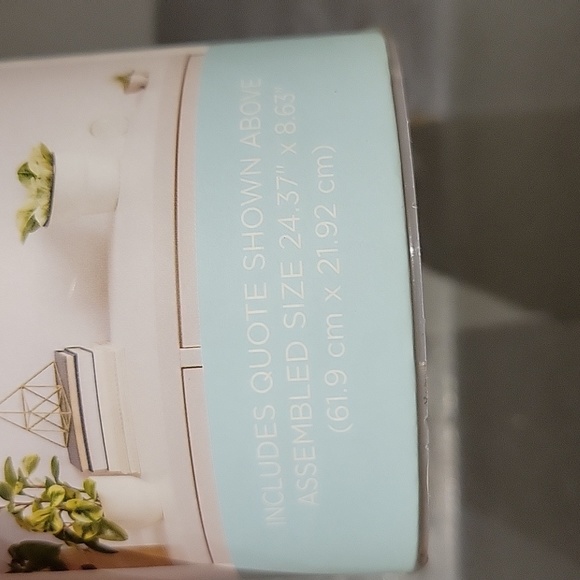 INCLUDES QUOTE SHOWN ABOVE
ASSEMBLED SIZE 24.37" x 8.63"
(61.9 cm x 21.92 cm)